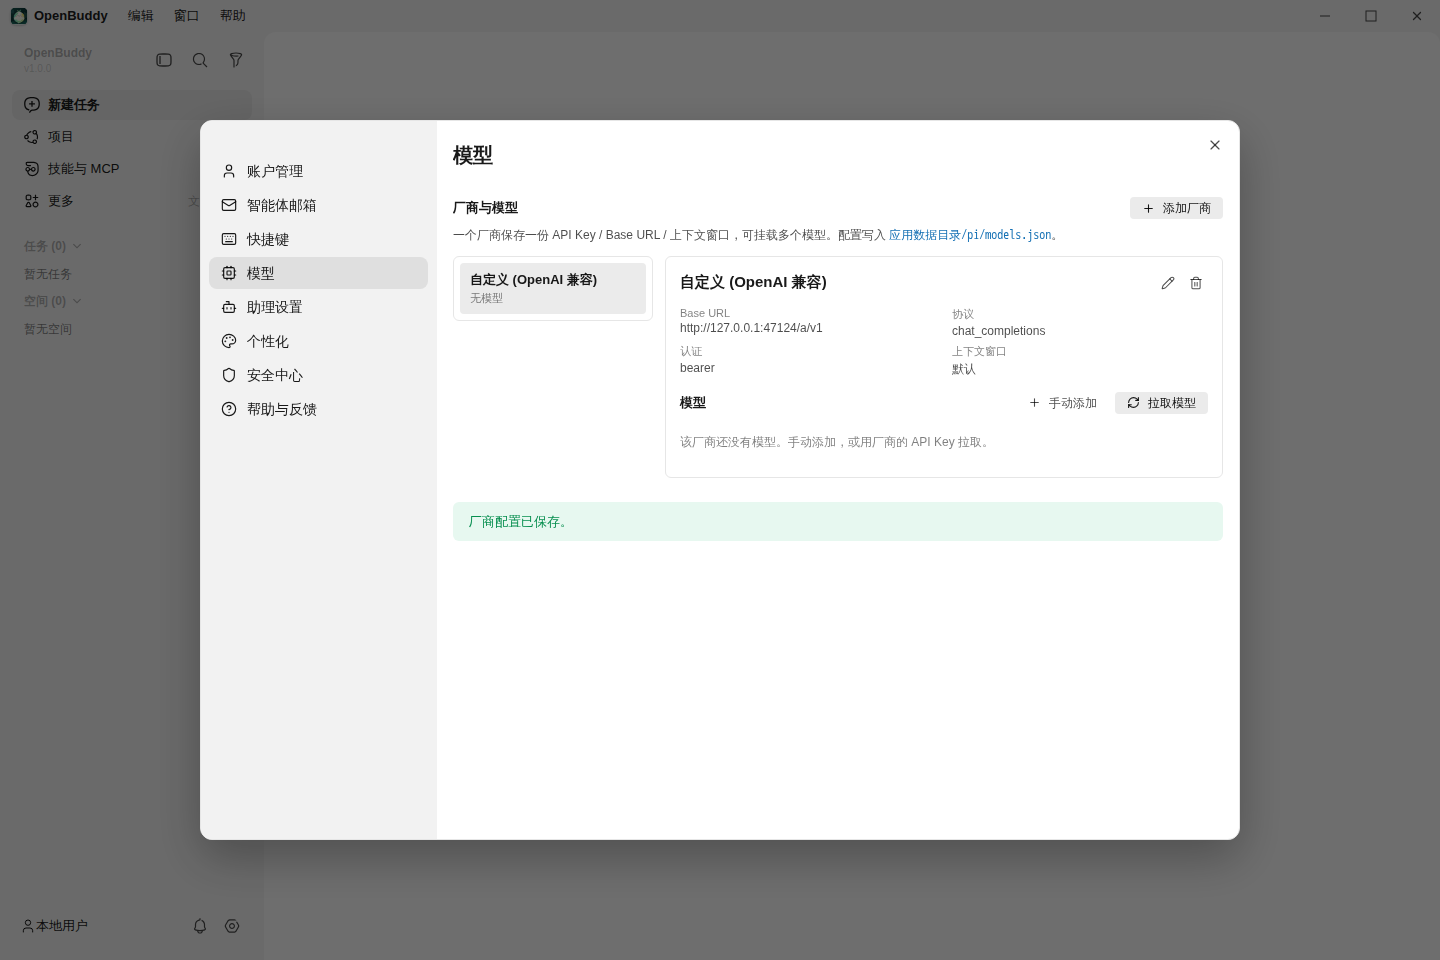 OpenBuddy 编辑 窗口 帮助
OpenBuddy
v1.0.0
新建任务
项目
技能与 MCP
更多
文
任务 (0)
暂无任务
空间 (0)
暂无空间
本地用户
账户管理
智能体邮箱
快捷键
模型
助理设置
个性化
安全中心
帮助与反馈
模型
厂商与模型
添加厂商
一个厂商保存一份 API Key / Base URL / 上下文窗口，可挂载多个模型。配置写入 应用数据目录/pi/models.json。
自定义 (OpenAI 兼容)
无模型
自定义 (OpenAI 兼容)
Base URL
http://127.0.0.1:47124/a/v1
协议
chat_completions
认证
bearer
上下文窗口
默认
模型
手动添加
拉取模型
该厂商还没有模型。手动添加，或用厂商的 API Key 拉取。
厂商配置已保存。